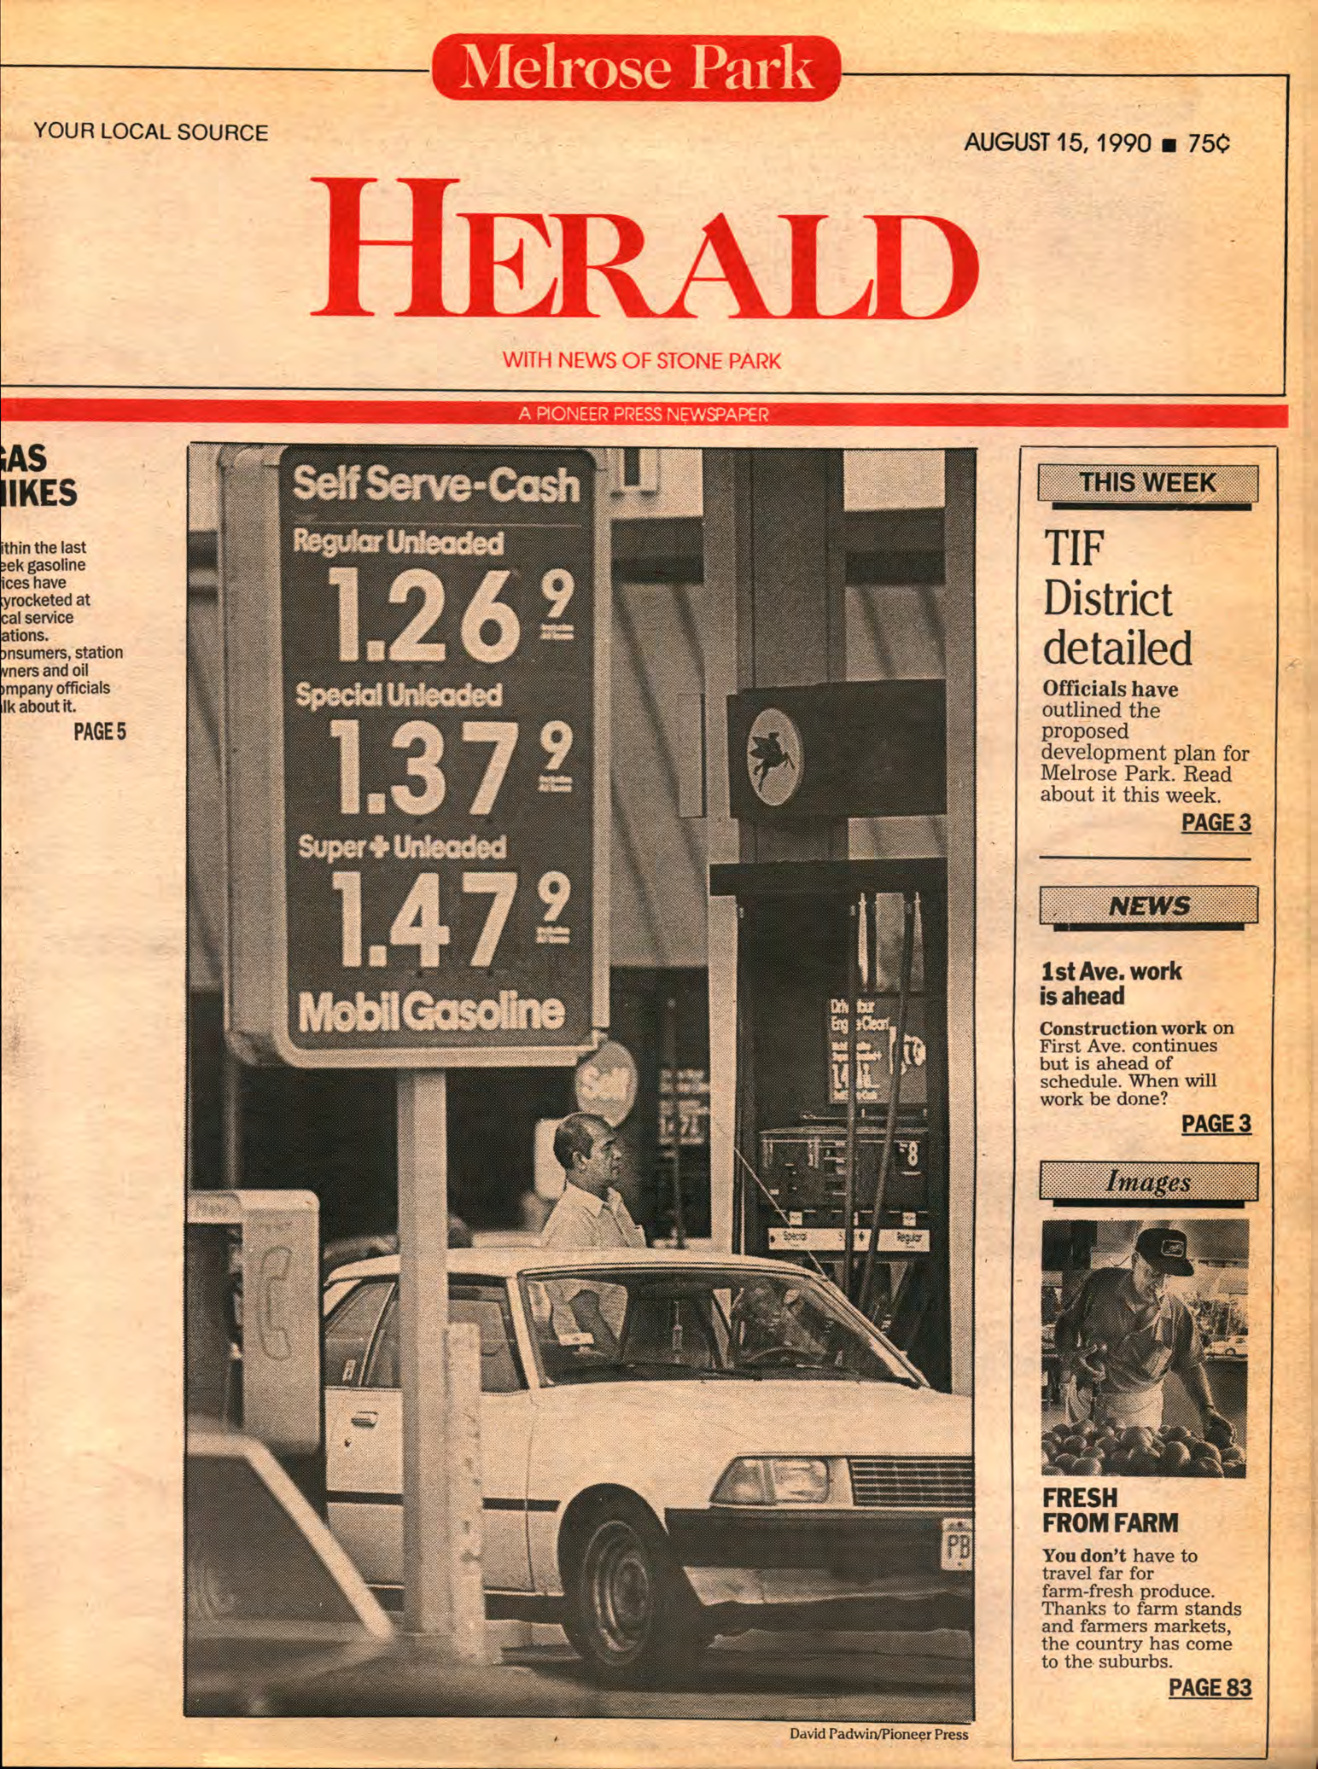 Melrose Park
YOUR LOCAL SOURCE
AUGUST 15, 1990 ■ 75¢
HERALD
WITH NEWS OF STONE PARK
A PIONEER PRESS NEWSPAPER
AS
IKES
ithin the last
eek gasoline
ices have
yrocketed at
cal service
ations.
onsumers, station
wners and oil
ompany officials
lk about it.
PAGE 5
Self Serve-Cash
Regular Unleaded
1.26 9
Special Unleaded
1.37 9
Super+ Unleaded
1.47 9
Mobil Gasoline
Self
Special
Regular
PB
David Padwin/Pioneer Press
THIS WEEK
TIF
District
detailed
Officials have
outlined the
proposed
development plan for
Melrose Park. Read
about it this week.
PAGE 3
NEWS
1st Ave. work
is ahead
Construction work on
First Ave. continues
but is ahead of
schedule. When will
work be done?
PAGE 3
Images
FRESH
FROM FARM
You don't have to
travel far for
farm-fresh produce.
Thanks to farm stands
and farmers markets,
the country has come
to the suburbs.
PAGE 83